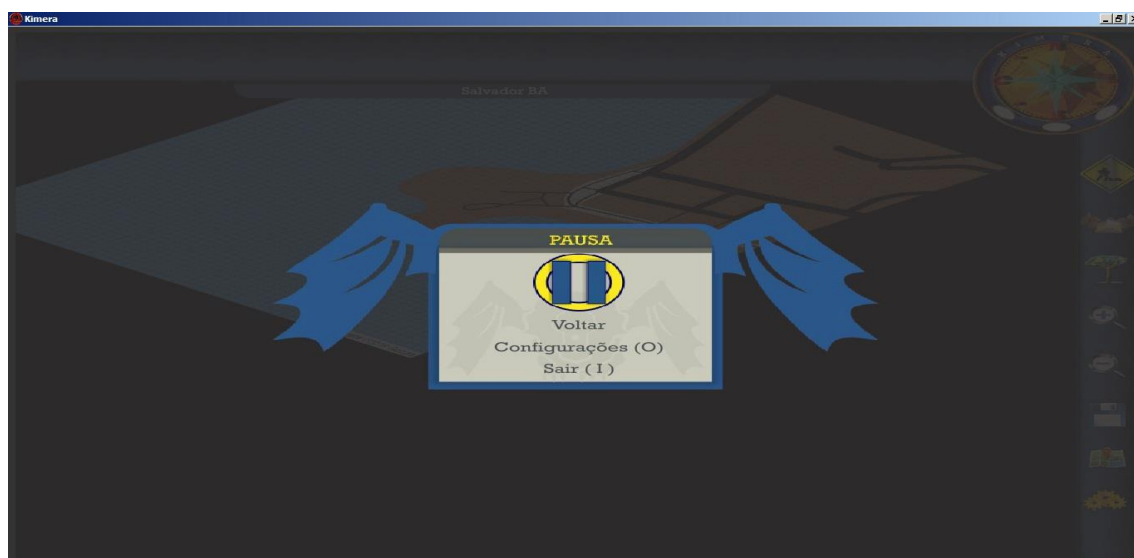 Kimera
Salvador BA
PAUSA
Voltar
Configurações (O)
Sair ( I )